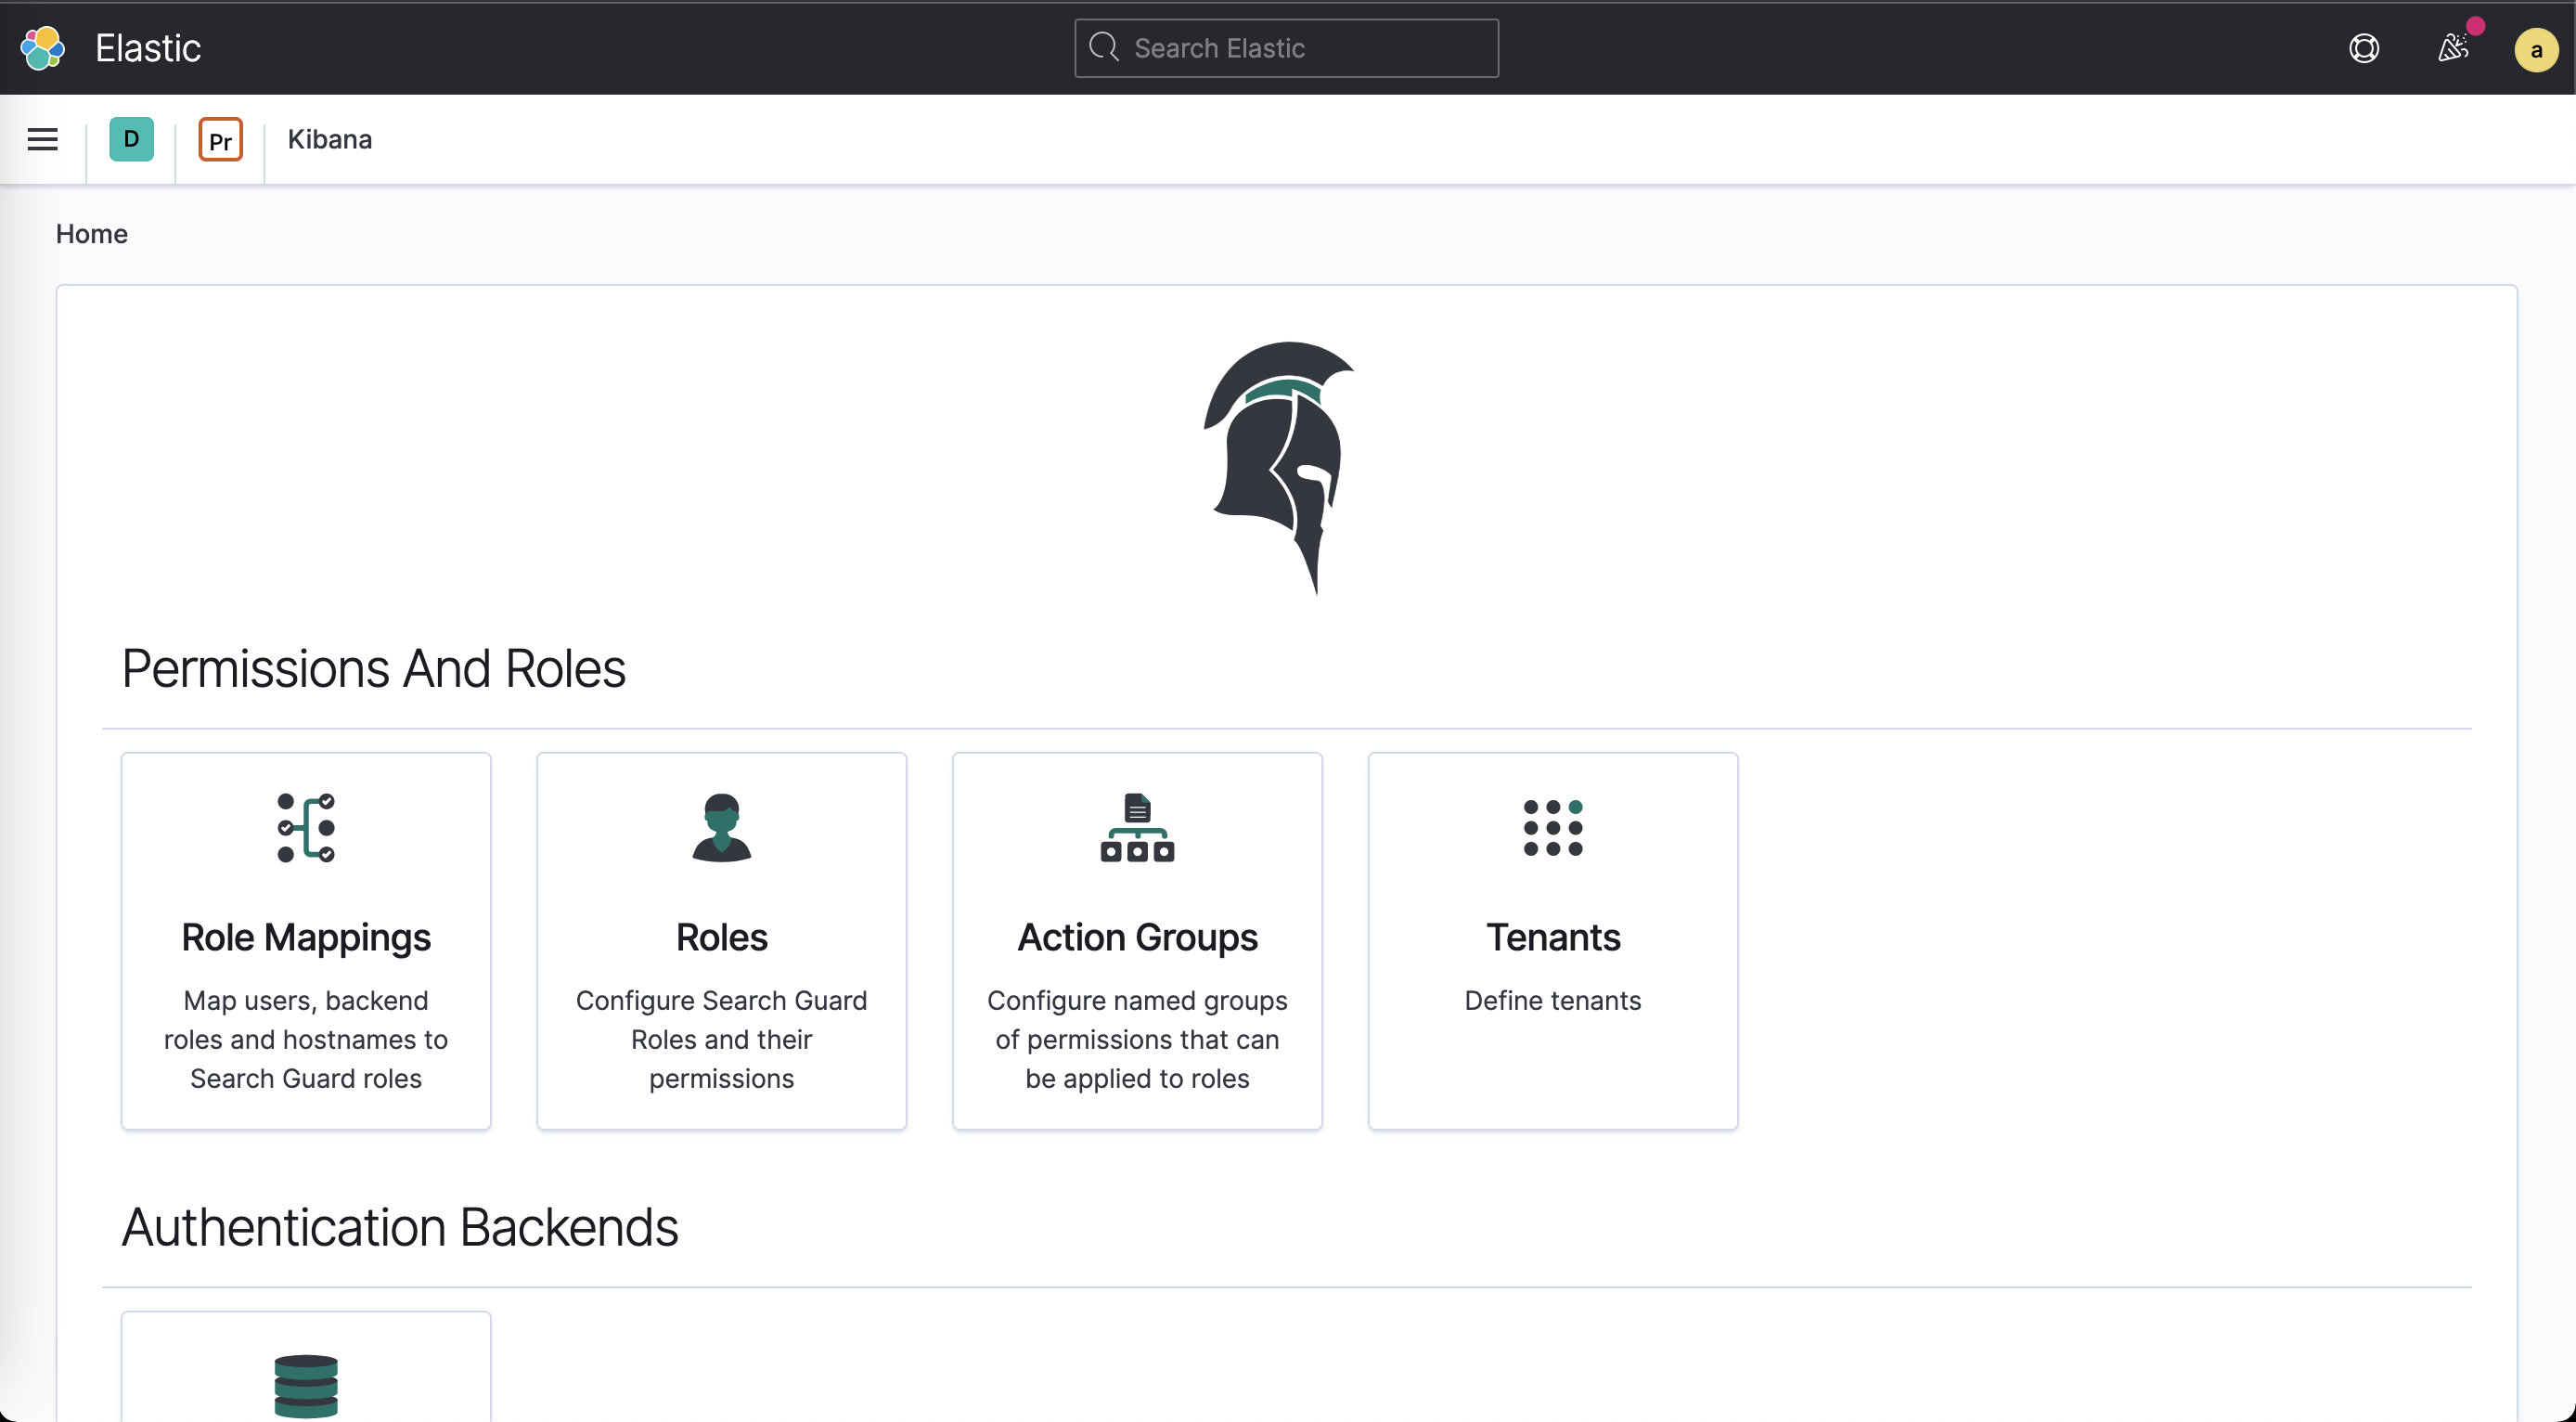 Elastic
Search Elastic
a
D
Pr
Kibana
Home
Permissions And Roles
Role Mappings
Map users, backend
roles and hostnames to
Search Guard roles
Roles
Configure Search Guard
Roles and their
permissions
Action Groups
Configure named groups
of permissions that can
be applied to roles
Tenants
Define tenants
Authentication Backends